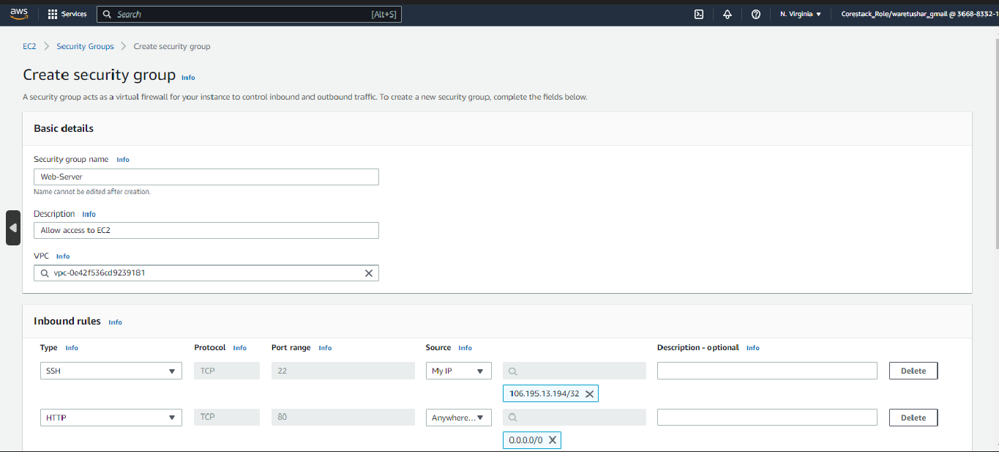 aws Services Search [Alt+S] N. Virginia Corestack_Role/waretushar_gmail @ 3668-8332-1
EC2 Security Groups Create security group
Create security group Info
A security group acts as a virtual firewall for your instance to control inbound and outbound traffic. To create a new security group, complete the fields below.
Basic details
Security group name Info
Web-Server
Name cannot be edited after creation.
Description Info
Allow access to EC2
VPC Info
vpc-0e42f536cd9239181
Inbound rules Info
Type Info Protocol Info Port range Info Source Info Description - optional Info
SSH TCP 22 My IP Delete
106.195.13.194/32
HTTP TCP 80 Anywhere... Delete
0.0.0.0/0